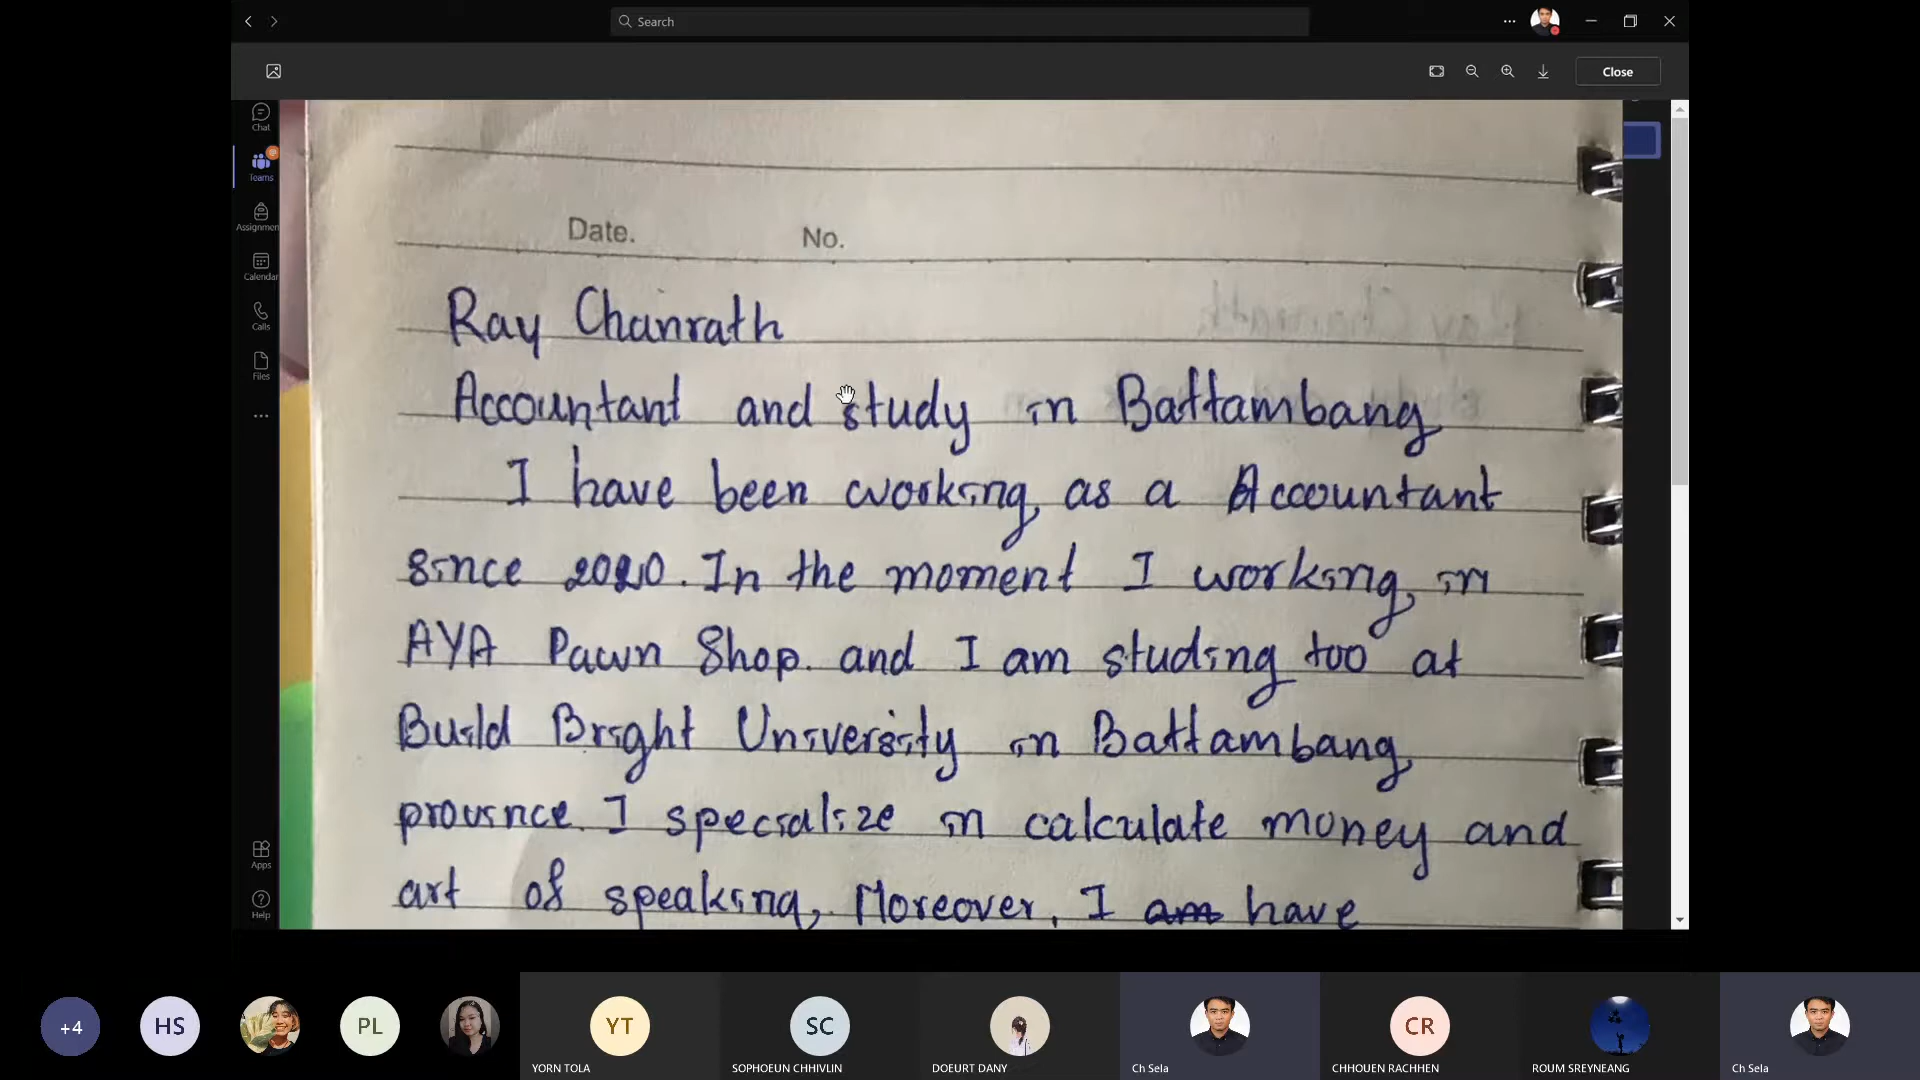 Search
Close
Chat
Teams
Assignmen
Calendar
Calls
Files
Apps
Help
Date. No.
Ray Chanrath
Accountant and study in Battambang
I have been working as a Accountant
since 2020. In the moment I working in
AYA Pawn Shop. and I am studing too at
Build Bright University in Battambang
province. I specialize in calculate money and
art of speaking, Moreover, I am have
+4
HS
PL
YT
SC
CR
YORN TOLA
SOPHOEUN CHHIVLIN
DOEURT DANY
Ch Sela
CHHOUEN RACHHEN
ROUM SREYNEANG
Ch Sela